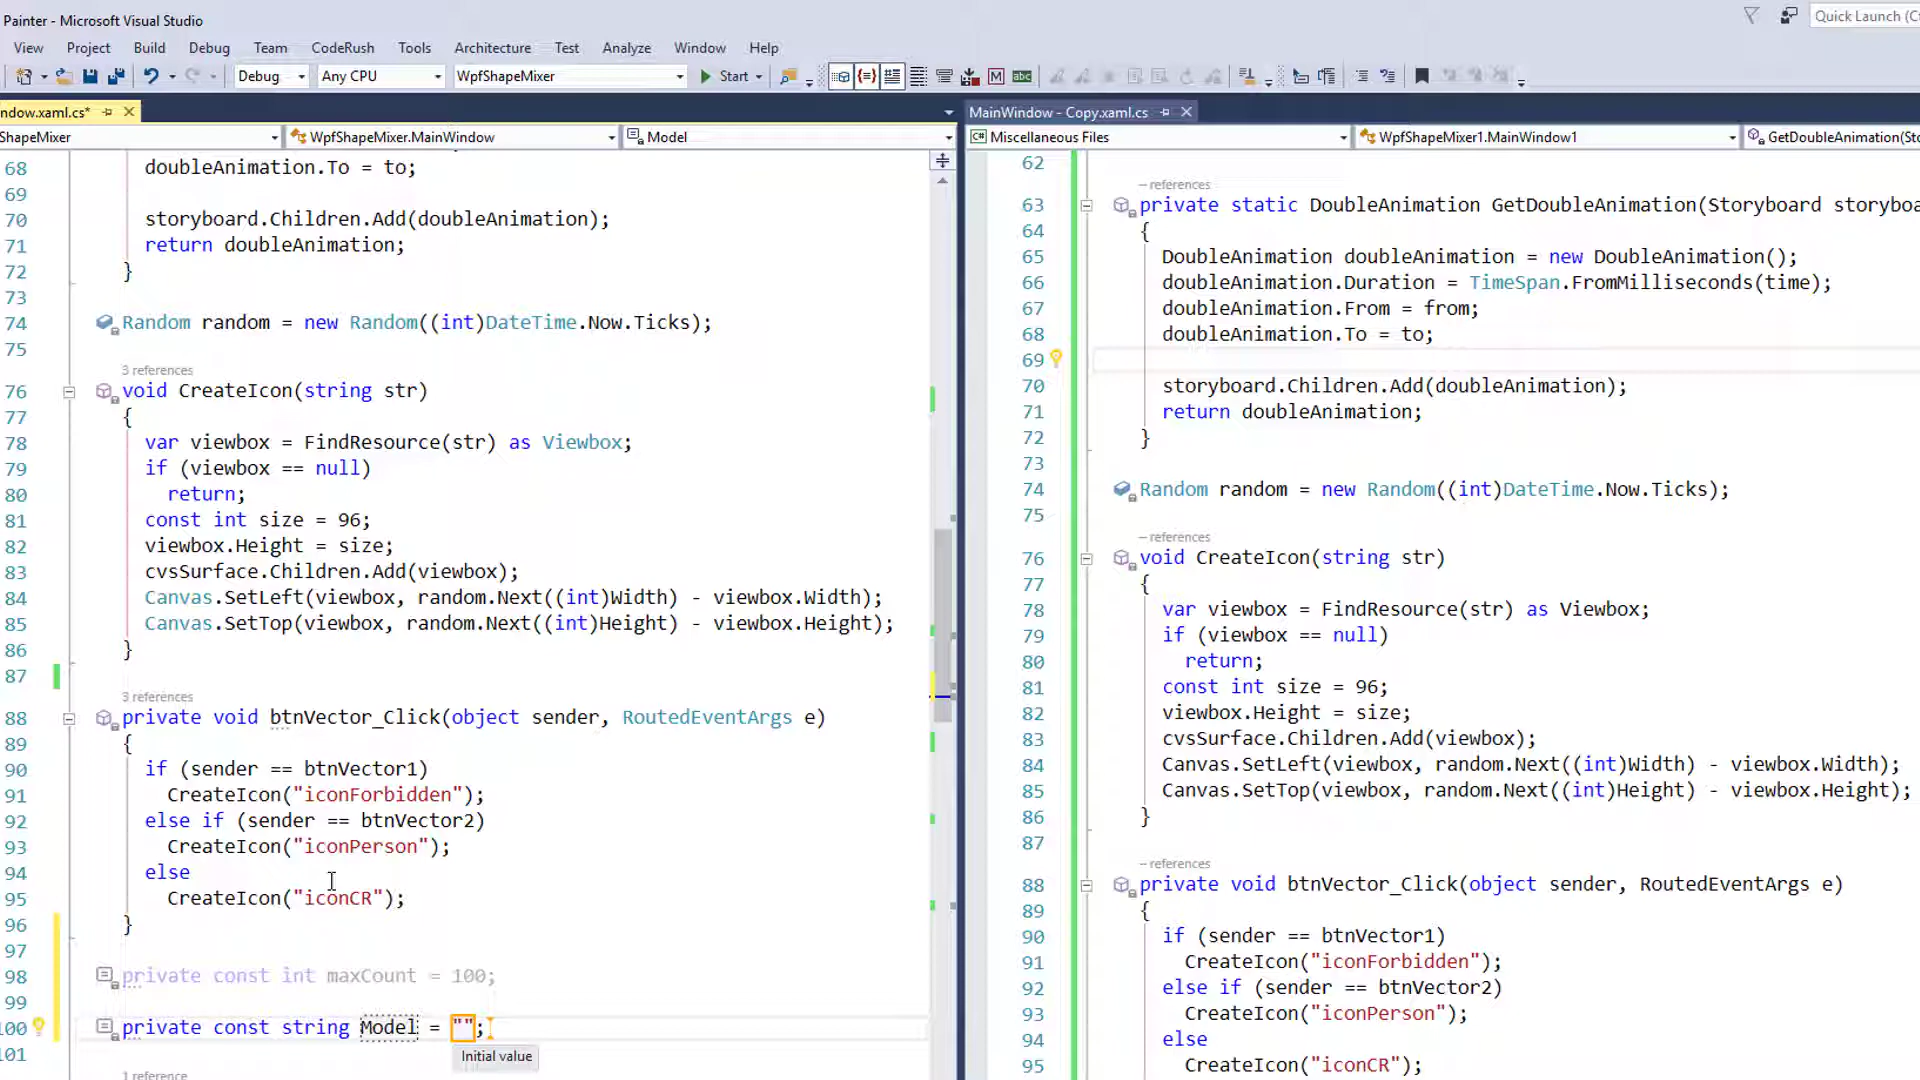 Painter - Microsoft Visual Studio
Quick Launch (C
View Project Build Debug Team CodeRush Tools Architecture Test Analyze Window Help
Debug Any CPU WpfShapeMixer Start
ndow.xaml.cs*
ShapeMixer WpfShapeMixer.MainWindow Model
68 doubleAnimation.To = to;
69
70 storyboard.Children.Add(doubleAnimation);
71 return doubleAnimation;
72 }
73
74 Random random = new Random((int)DateTime.Now.Ticks);
75
3 references
76 void CreateIcon(string str)
77 {
78 var viewbox = FindResource(str) as Viewbox;
79 if (viewbox == null)
80 return;
81 const int size = 96;
82 viewbox.Height = size;
83 cvsSurface.Children.Add(viewbox);
84 Canvas.SetLeft(viewbox, random.Next((int)Width) - viewbox.Width);
85 Canvas.SetTop(viewbox, random.Next((int)Height) - viewbox.Height);
86 }
87
3 references
88 private void btnVector_Click(object sender, RoutedEventArgs e)
89 {
90 if (sender == btnVector1)
91 CreateIcon("iconForbidden");
92 else if (sender == btnVector2)
93 CreateIcon("iconPerson");
94 else
95 CreateIcon("iconCR");
96 }
97
98 private const int maxCount = 100;
99
100 private const string Model = "";
101 Initial value
1 reference
MainWindow - Copy.xaml.cs
Miscellaneous Files WpfShapeMixer1.MainWindow1 GetDoubleAnimation(Sto
62
– references
63 private static DoubleAnimation GetDoubleAnimation(Storyboard storyboa
64 {
65 DoubleAnimation doubleAnimation = new DoubleAnimation();
66 doubleAnimation.Duration = TimeSpan.FromMilliseconds(time);
67 doubleAnimation.From = from;
68 doubleAnimation.To = to;
69
70 storyboard.Children.Add(doubleAnimation);
71 return doubleAnimation;
72 }
73
74 Random random = new Random((int)DateTime.Now.Ticks);
75
– references
76 void CreateIcon(string str)
77 {
78 var viewbox = FindResource(str) as Viewbox;
79 if (viewbox == null)
80 return;
81 const int size = 96;
82 viewbox.Height = size;
83 cvsSurface.Children.Add(viewbox);
84 Canvas.SetLeft(viewbox, random.Next((int)Width) - viewbox.Width);
85 Canvas.SetTop(viewbox, random.Next((int)Height) - viewbox.Height);
86 }
87
– references
88 private void btnVector_Click(object sender, RoutedEventArgs e)
89 {
90 if (sender == btnVector1)
91 CreateIcon("iconForbidden");
92 else if (sender == btnVector2)
93 CreateIcon("iconPerson");
94 else
95 CreateIcon("iconCR");